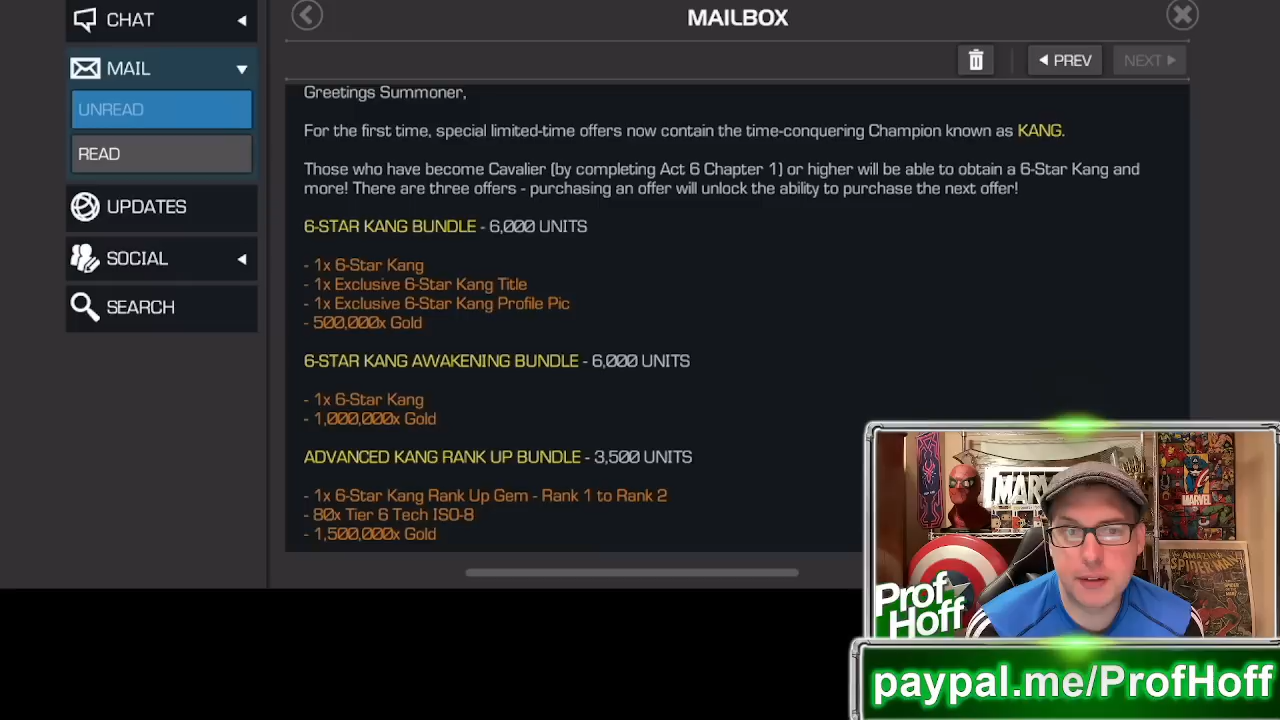 CHAT
MAIL
UNREAD
READ
UPDATES
SOCIAL
SEARCH
MAILBOX
PREV
NEXT
Greetings Summoner,
For the first time, special limited-time offers now contain the time-conquering Champion known as KANG.
Those who have become Cavalier (by completing Act 6 Chapter 1) or higher will be able to obtain a 6-Star Kang and
more! There are three offers - purchasing an offer will unlock the ability to purchase the next offer!
6-STAR KANG BUNDLE - 6,000 UNITS
- 1x 6-Star Kang
- 1x Exclusive 6-Star Kang Title
- 1x Exclusive 6-Star Kang Profile Pic
- 500,000x Gold
6-STAR KANG AWAKENING BUNDLE - 6,000 UNITS
- 1x 6-Star Kang
- 1,000,000x Gold
ADVANCED KANG RANK UP BUNDLE - 3,500 UNITS
- 1x 6-Star Kang Rank Up Gem - Rank 1 to Rank 2
- 80x Tier 6 Tech ISO-8
- 1,500,000x Gold
MARVEL
Prof
Hoff
paypal.me/ProfHoff